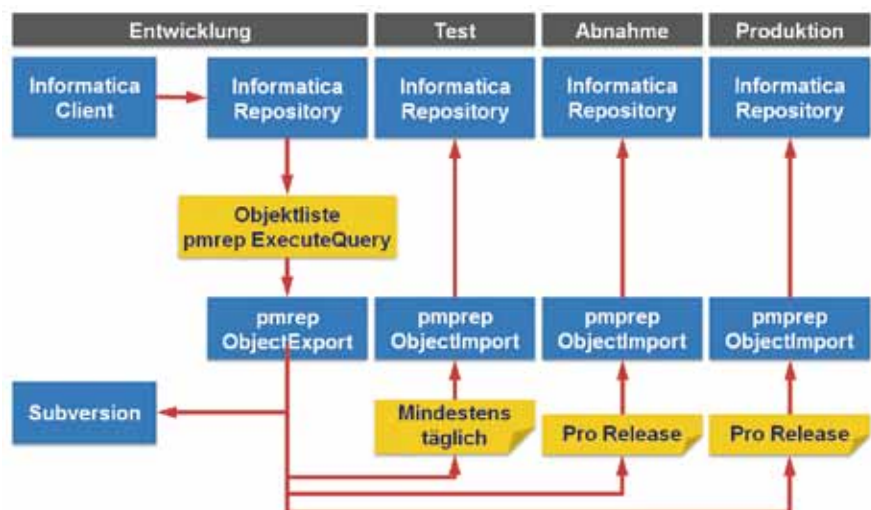 Entwicklung
Test
Abnahme
Produktion
Informatica
Client
Informatica
Repository
Informatica
Repository
Informatica
Repository
Informatica
Repository
Objektliste
pmrep ExecuteQuery
pmrep
ObjectExport
pmprep
ObjectImport
pmprep
ObjectImport
pmprep
ObjectImport
Subversion
Mindestens
täglich
Pro Release
Pro Release